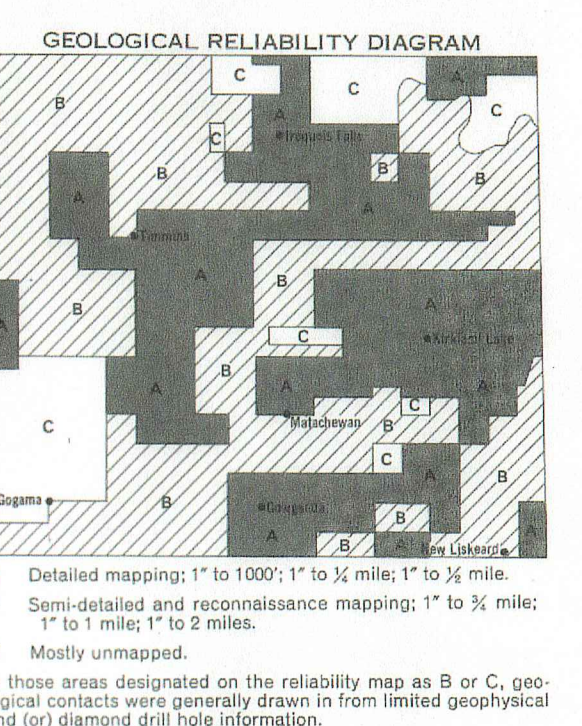 GEOLOGICAL RELIABILITY DIAGRAM
C
A
C
B
A
C
Iroquois Falls
C
B
B
B
A
A
Timmins
A
B
A
B
A
C
Kirkland Lake
B
A
A
A
C
Matachewan
B
C
C
A
B
Gogama
B
Gowganda
B
A
A
B
A
New Liskeard
Detailed mapping; 1" to 1000'; 1" to ¼ mile; 1" to ½ mile.
Semi-detailed and reconnaissance mapping; 1" to ¾ mile;
1" to 1 mile; 1" to 2 miles.
Mostly unmapped.
those areas designated on the reliability map as B or C, geo-
gical contacts were generally drawn in from limited geophysical
nd (or) diamond drill hole information.